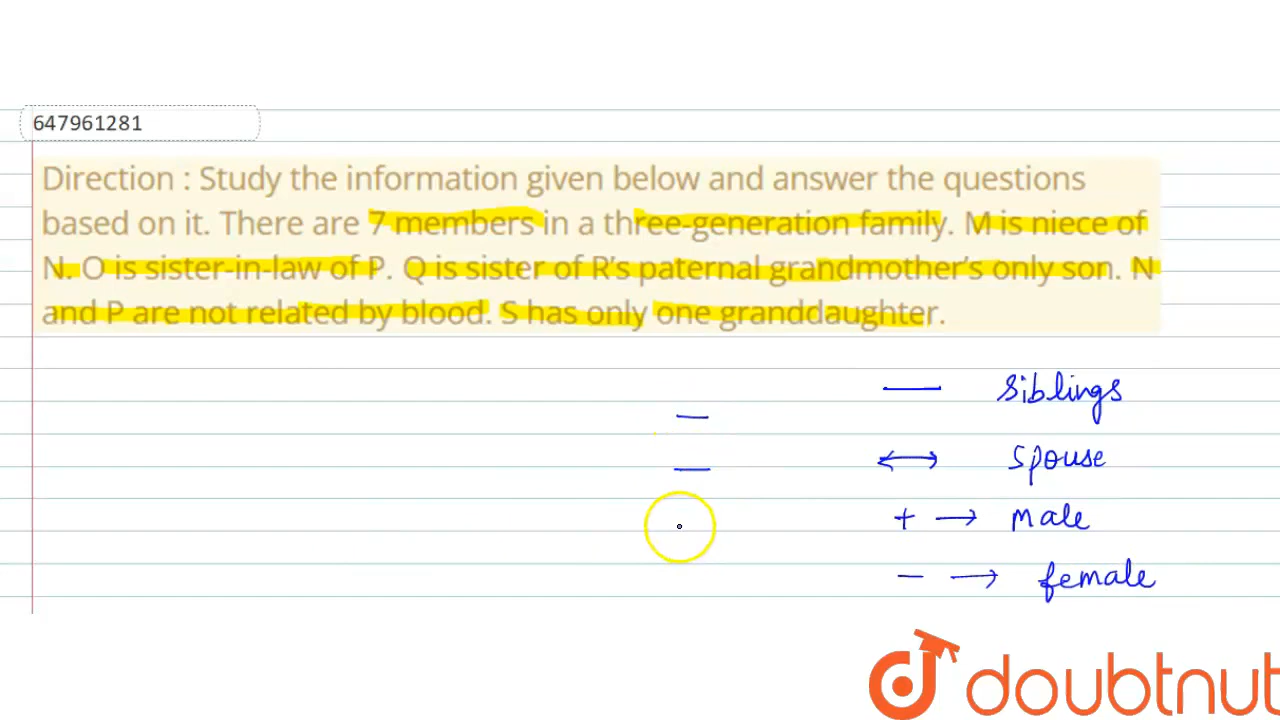 647961281
Direction : Study the information given below and answer the questions
based on it. There are 7 members in a three-generation family. M is niece of
N. O is sister-in-law of P. Q is sister of R's paternal grandmother's only son. N
and P are not related by blood. S has only one granddaughter.
— siblings
↔ spouse
+ → male
— → female
doubtnut